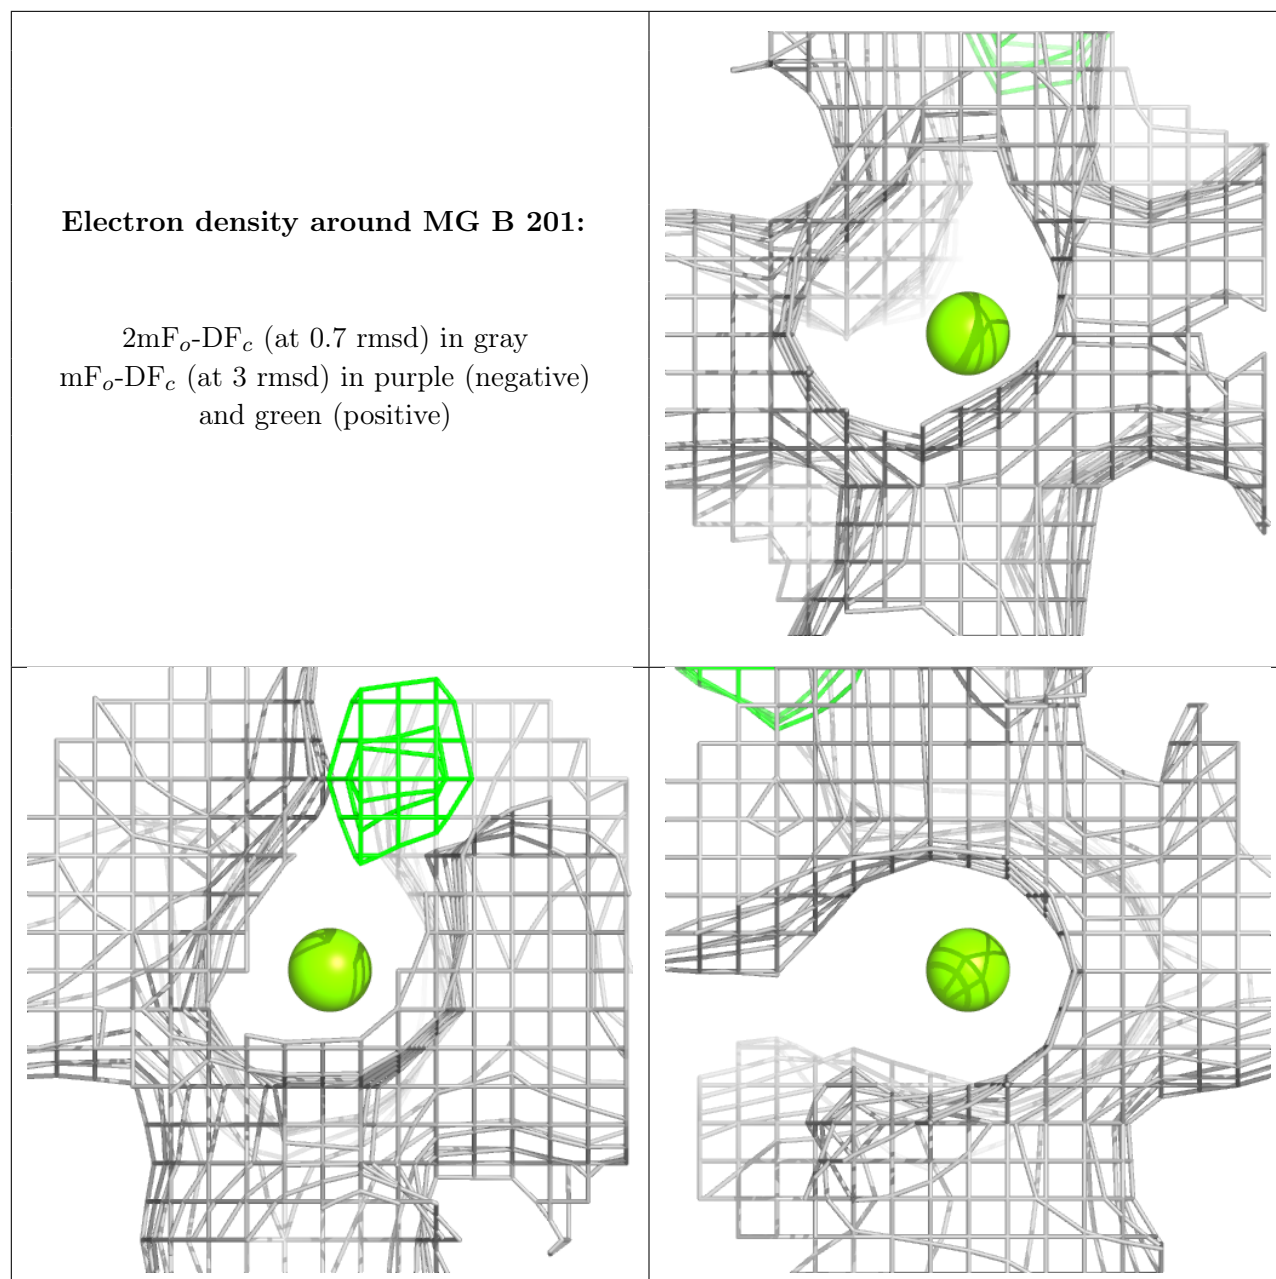 Electron density around MG B 201:
2mFo-DFc (at 0.7 rmsd) in gray
mFo-DFc (at 3 rmsd) in purple (negative)
and green (positive)